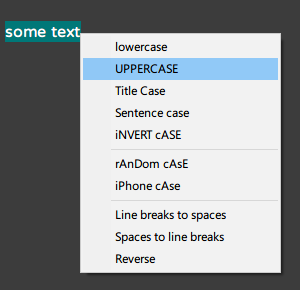 some text
lowercase
UPPERCASE
Title Case
Sentence case
iNVERT cASE
rAnDom cAsE
iPhone cAse
Line breaks to spaces
Spaces to line breaks
Reverse